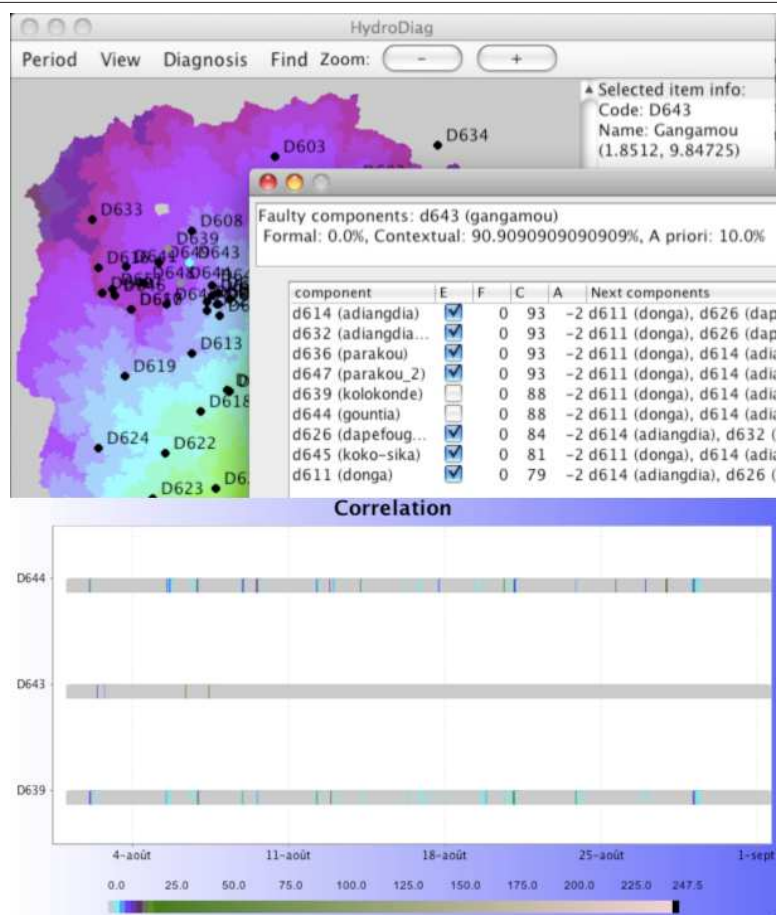 HydroDiag
Period View Diagnosis Find Zoom: - +
Selected item info:
Code: D643
Name: Gangamou
(1.8512, 9.84725)
D634
D603
D633
D608
D639
D643
D613
D619
D618
D624
D622
D623
Faulty components: d643 (gangamou)
Formal: 0.0%, Contextual: 90.9090909090909%, A priori: 10.0%
component E F C A Next components
d614 (adiangdia) 0 93 -2 d611 (donga), d626 (dap
d632 (adiangdia... 0 93 -2 d611 (donga), d626 (dap
d636 (parakou) 0 93 -2 d611 (donga), d614 (adia
d647 (parakou_2) 0 93 -2 d611 (donga), d614 (adia
d639 (kolokonde) 0 88 -2 d611 (donga), d614 (adia
d644 (gountia) 0 88 -2 d611 (donga), d614 (adia
d626 (dapefoug... 0 84 -2 d614 (adiangdia), d632 (
d645 (koko-sika) 0 81 -2 d611 (donga), d614 (adia
d611 (donga) 0 79 -2 d614 (adiangdia), d626 (
Correlation
D644
D643
D639
4-août 11-août 18-août 25-août 1-sept
0.0 25.0 50.0 75.0 100.0 125.0 150.0 175.0 200.0 225.0 247.5